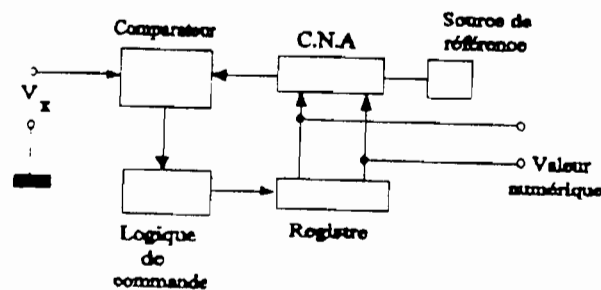 Comparateur
C.N.A
Source de
référence
V
x
Valeur
numérique
Logique
de
commande
Registre